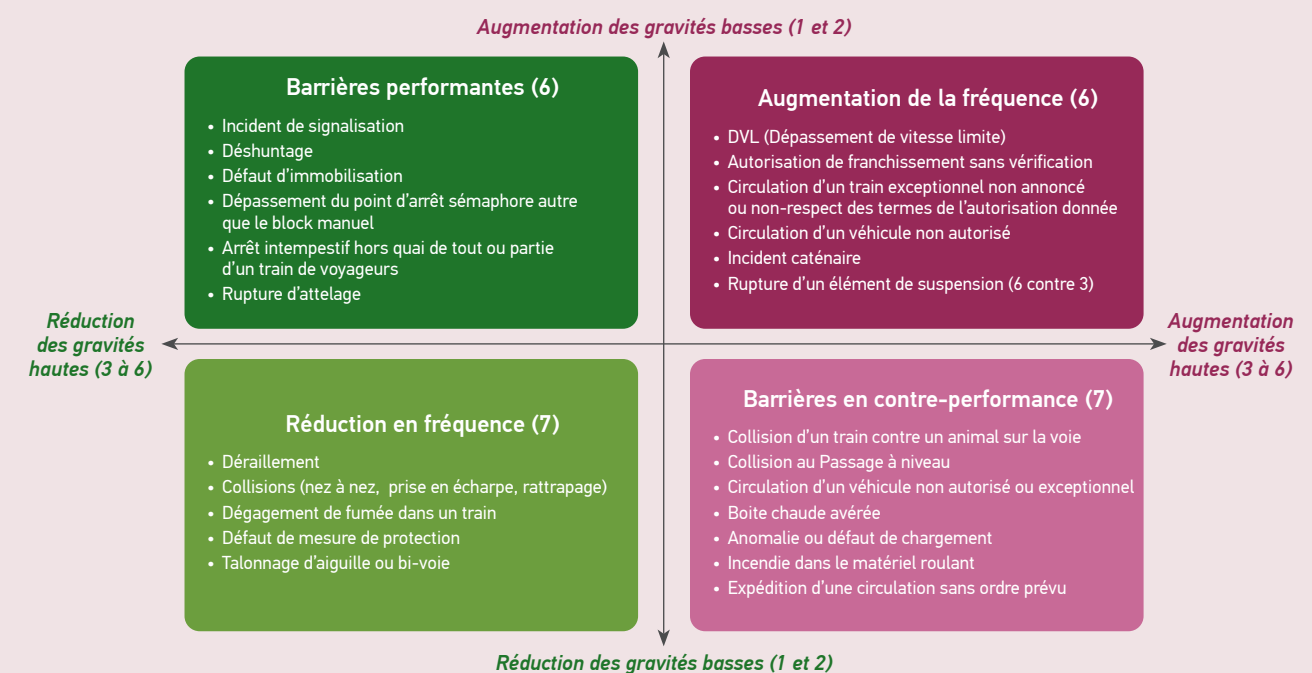 Augmentation des gravités basses (1 et 2)
Barrières performantes (6)
• Incident de signalisation
• Déshuntage
• Défaut d'immobilisation
• Dépassement du point d'arrêt sémaphore autre
que le block manuel
• Arrêt intempestif hors quai de tout ou partie
d'un train de voyageurs
• Rupture d'attelage
Augmentation de la fréquence (6)
• DVL (Dépassement de vitesse limite)
• Autorisation de franchissement sans vérification
• Circulation d'un train exceptionnel non annoncé
ou non-respect des termes de l'autorisation donnée
• Circulation d'un véhicule non autorisé
• Incident caténaire
• Rupture d'un élément de suspension (6 contre 3)
Réduction
des gravités
hautes (3 à 6)
Augmentation
des gravités
hautes (3 à 6)
Réduction en fréquence (7)
• Déraillement
• Collisions (nez à nez, prise en écharpe, rattrapage)
• Dégagement de fumée dans un train
• Défaut de mesure de protection
• Talonnage d'aiguille ou bi-voie
Barrières en contre-performance (7)
• Collision d'un train contre un animal sur la voie
• Collision au Passage à niveau
• Circulation d'un véhicule non autorisé ou exceptionnel
• Boite chaude avérée
• Anomalie ou défaut de chargement
• Incendie dans le matériel roulant
• Expédition d'une circulation sans ordre prévu
Réduction des gravités basses (1 et 2)